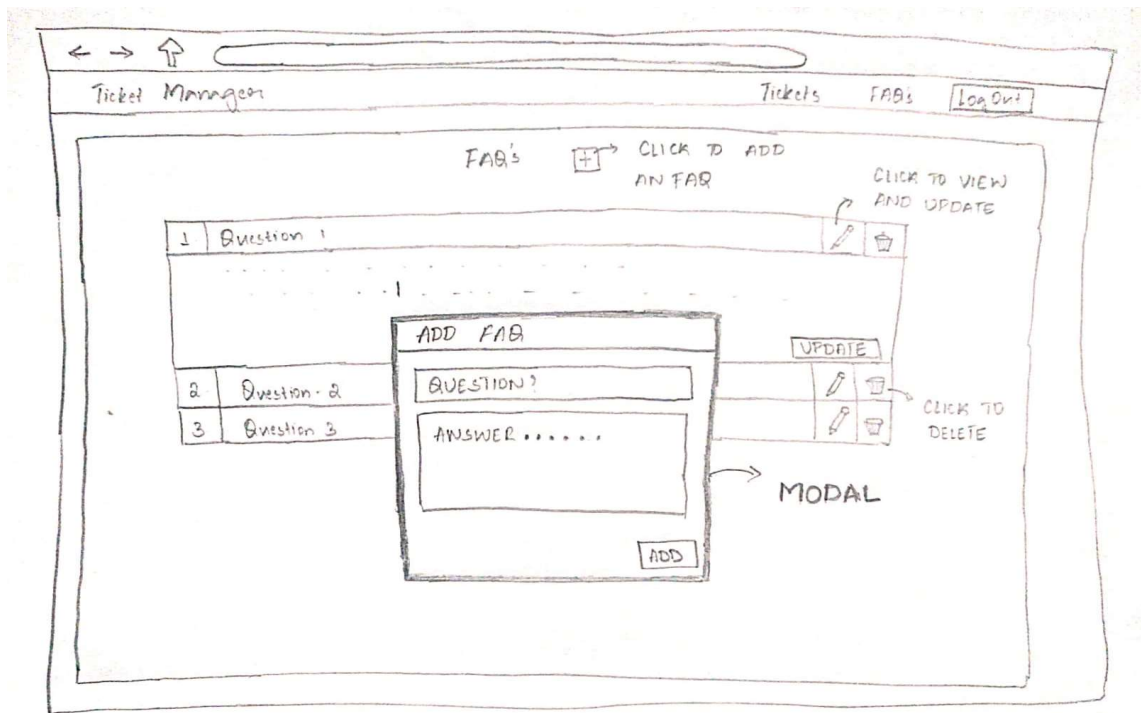 Ticket Manager Tickets FAQ's Log Out
FAQ's + CLICK TO ADD
AN FAQ
CLICK TO VIEW
AND UPDATE
1 Question 1
ADD FAQ
UPDATE
QUESTION?
2 Question - 2
CLICK TO
DELETE
3 Question 3
ANSWER......
MODAL
ADD